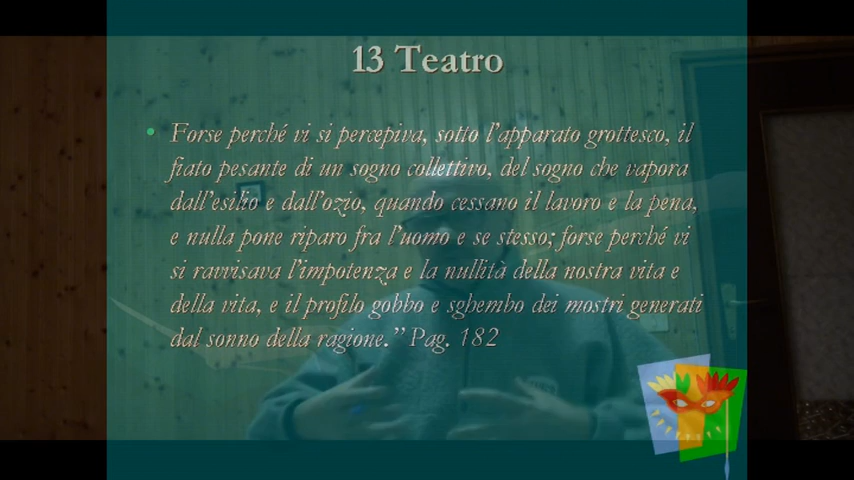 13 Teatro
• Forse perché vi si percepiva, sotto l'apparato grottesco, il
fiato pesante di un sogno collettivo, del sogno che vapora
dall'esilio e dall'ozio, quando cessano il lavoro e la pena,
e nulla pone riparo fra l'uomo e se stesso; forse perché vi
si ravvisava l'impotenza e la nullità della nostra vita e
della vita, e il profilo gobbo e sghembo dei mostri generati
dal sonno della ragione.” Pag. 182